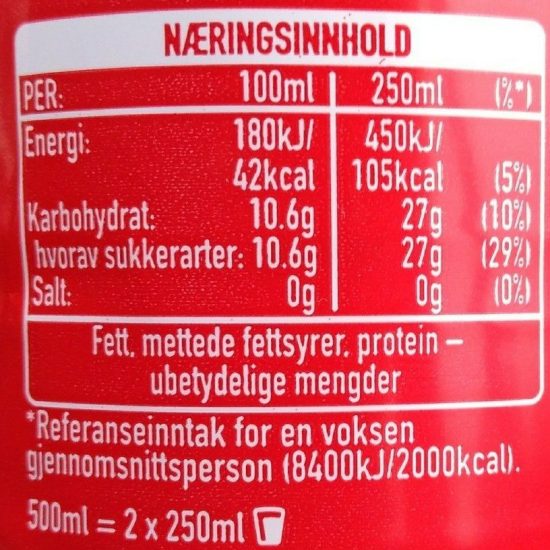 NÆRINGSINNHOLD
PER: 100ml 250ml (%*)
Energi: 180kJ/ 450kJ/
42kcal 105kcal (5%)
Karbohydrat: 10.6g 27g (10%)
hvorav sukkerarter: 10.6g 27g (29%)
Salt: 0g 0g (0%)
Fett, mettede fettsyrer, protein –
ubetydelige mengder
*Referanseinntak for en voksen
gjennomsnittsperson (8400kJ/2000kcal).
500ml = 2 x 250ml